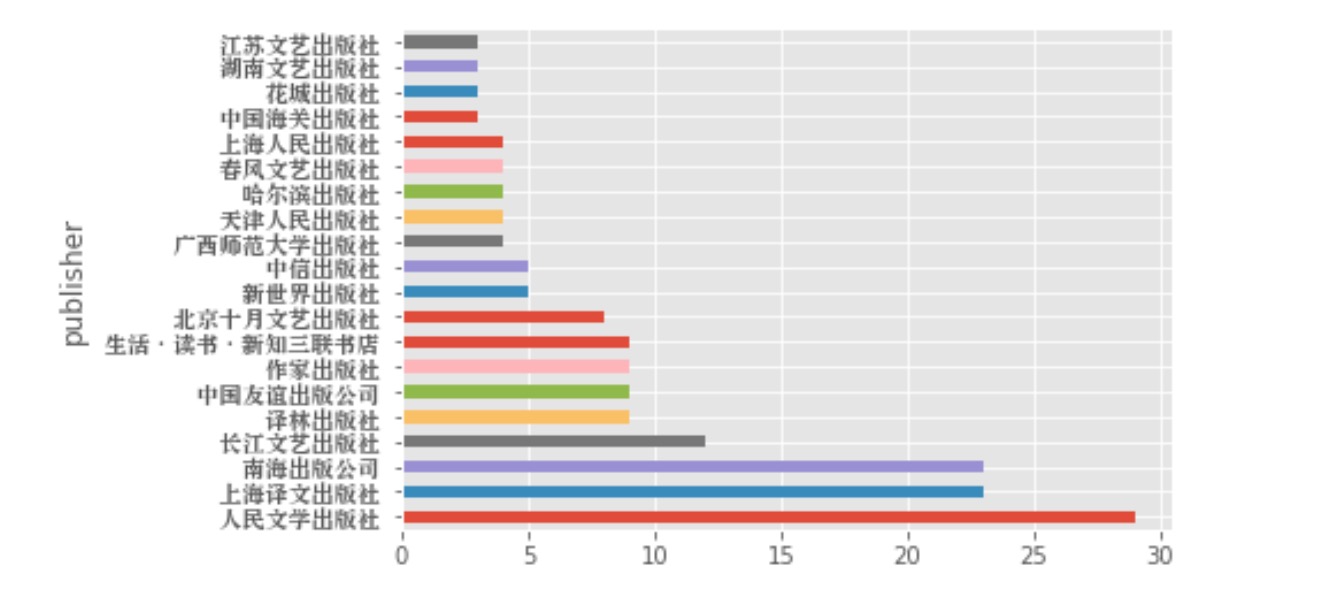 江苏文艺出版社
湖南文艺出版社
花城出版社
中国海关出版社
上海人民出版社
春风文艺出版社
哈尔滨出版社
天津人民出版社
广西师范大学出版社
中信出版社
新世界出版社
北京十月文艺出版社
生活·读书·新知三联书店
作家出版社
中国友谊出版公司
译林出版社
长江文艺出版社
南海出版公司
上海译文出版社
人民文学出版社
publisher
0 5 10 15 20 25 30